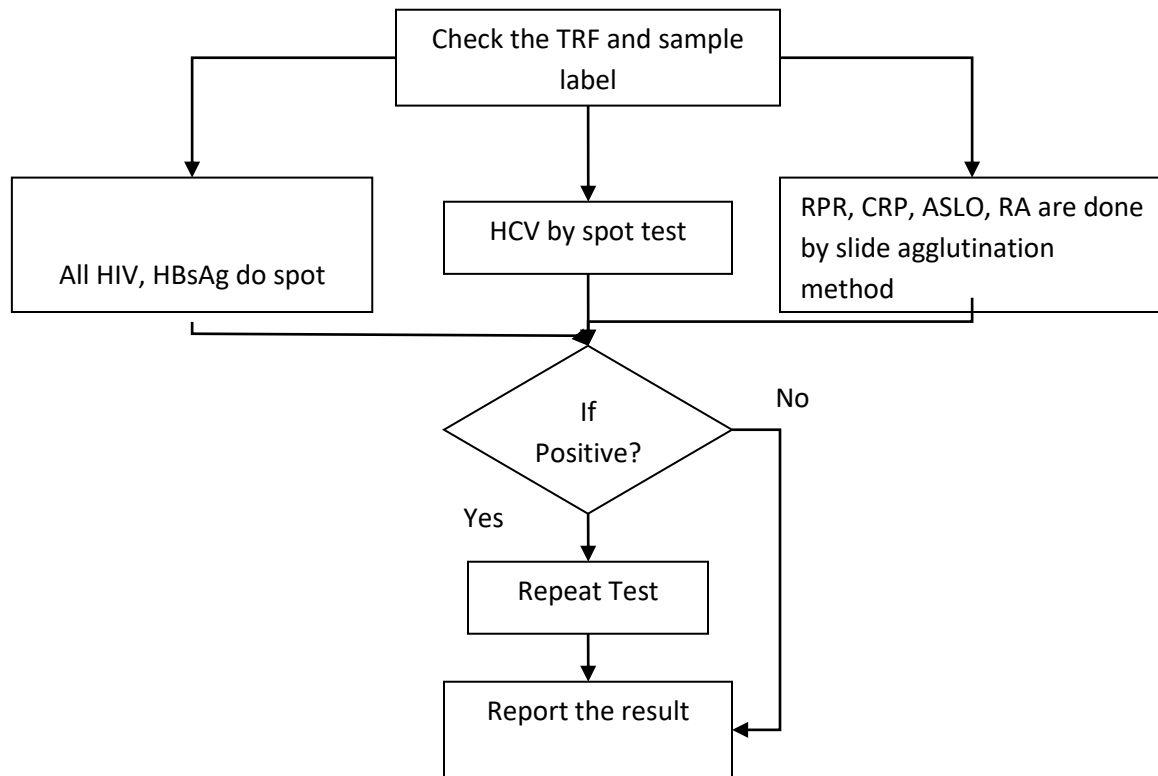 Check the TRF and sample
label
All HIV, HBsAg do spot
HCV by spot test
RPR, CRP, ASLO, RA are done
by slide agglutination
method
If
Positive?
No
Yes
Repeat Test
Report the result